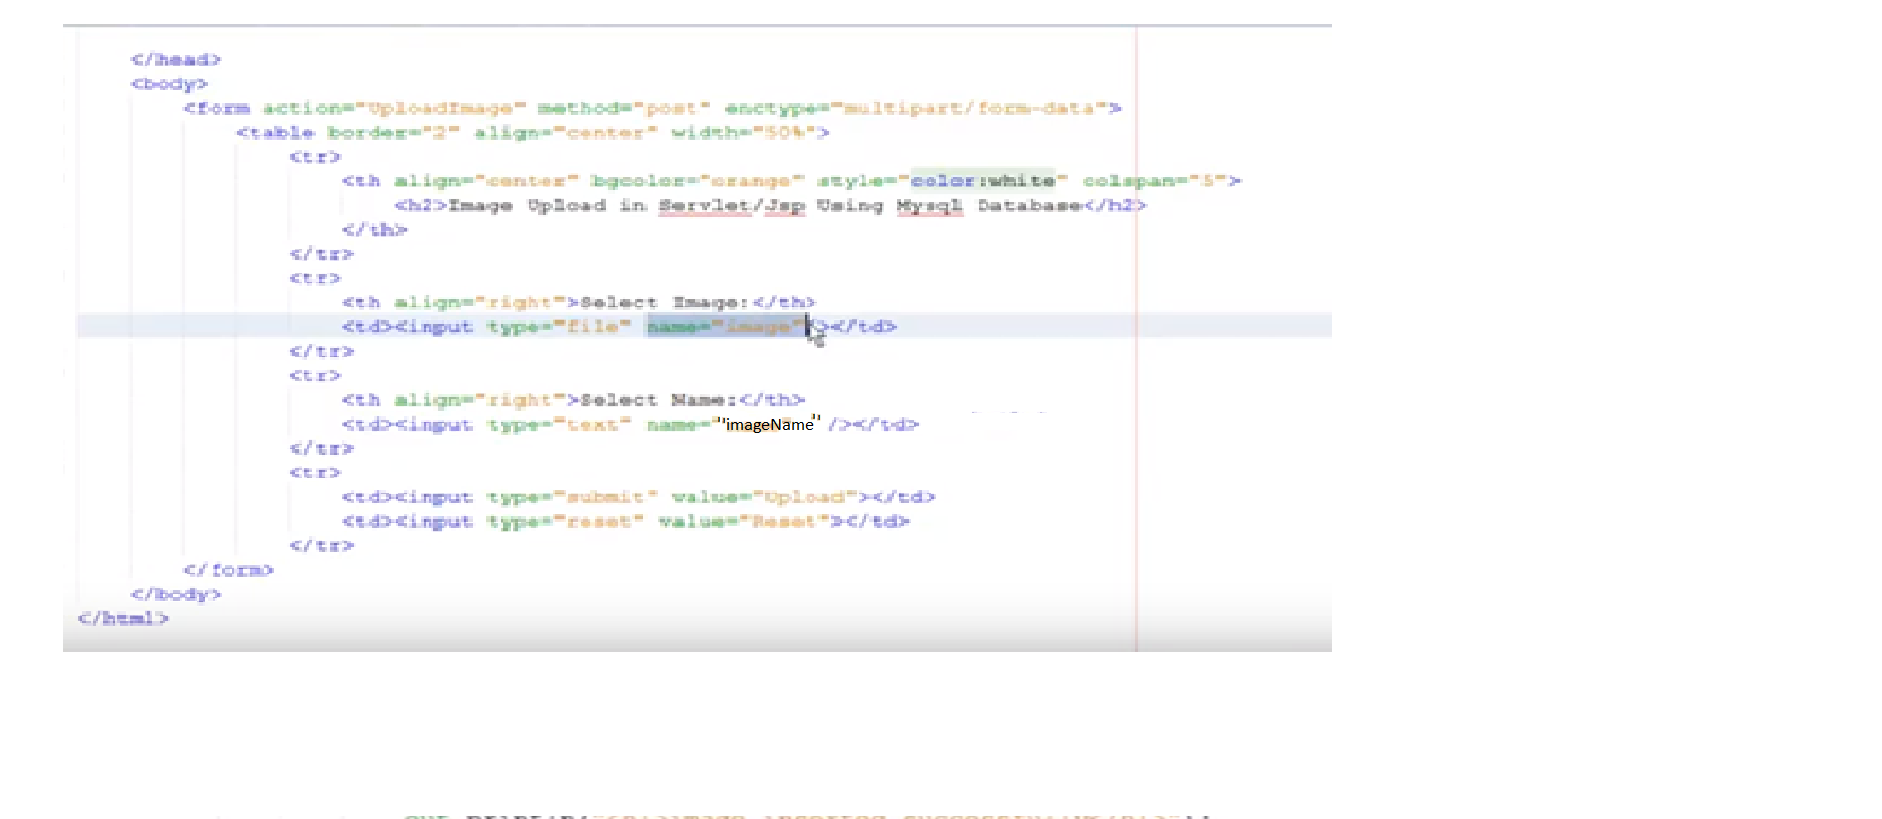 </head>
<body>
<form action="UploadImage" method="post" enctype="multipart/form-data">
<table border="2" align="center" width="50%">
<tr>
<th align="center" bgcolor="orange" style="color:white" colspan="5">
<h2>Image Upload in Servlet/Jsp Using Mysql Database</h2>
</th>
</tr>
<tr>
<th align="right">Select Image:</th>
<td><input type="file" name="image"/></td>
</tr>
<tr>
<th align="right">Select Name:</th>
<td><input type="text" name="imageName" /></td>
</tr>
<tr>
<td><input type="submit" value="Upload"></td>
<td><input type="reset" value="Reset"></td>
</tr>
</form>
</body>
</html>